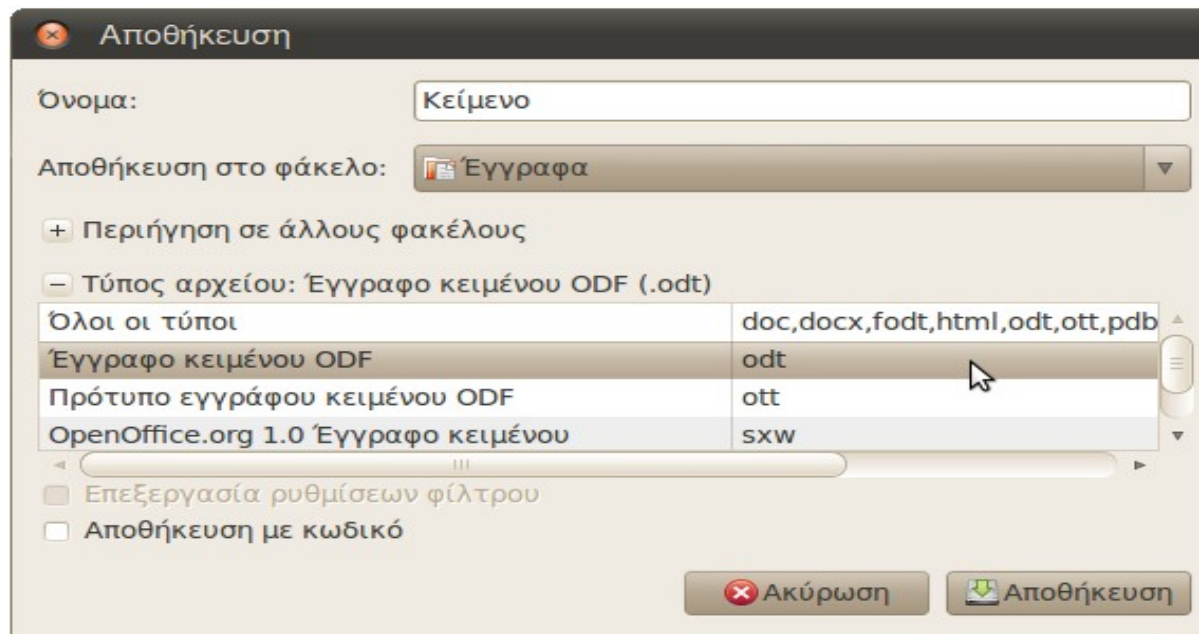 Αποθήκευση
Όνομα: Κείμενο
Αποθήκευση στο φάκελο: Έγγραφα
+ Περιήγηση σε άλλους φακέλους
− Τύπος αρχείου: Έγγραφο κειμένου ODF (.odt)
Όλοι οι τύποι doc,docx,fodt,html,odt,ott,pdb
Έγγραφο κειμένου ODF odt
Πρότυπο εγγράφου κειμένου ODF ott
OpenOffice.org 1.0 Έγγραφο κειμένου sxw
Επεξεργασία ρυθμίσεων φίλτρου
Αποθήκευση με κωδικό
Ακύρωση Αποθήκευση